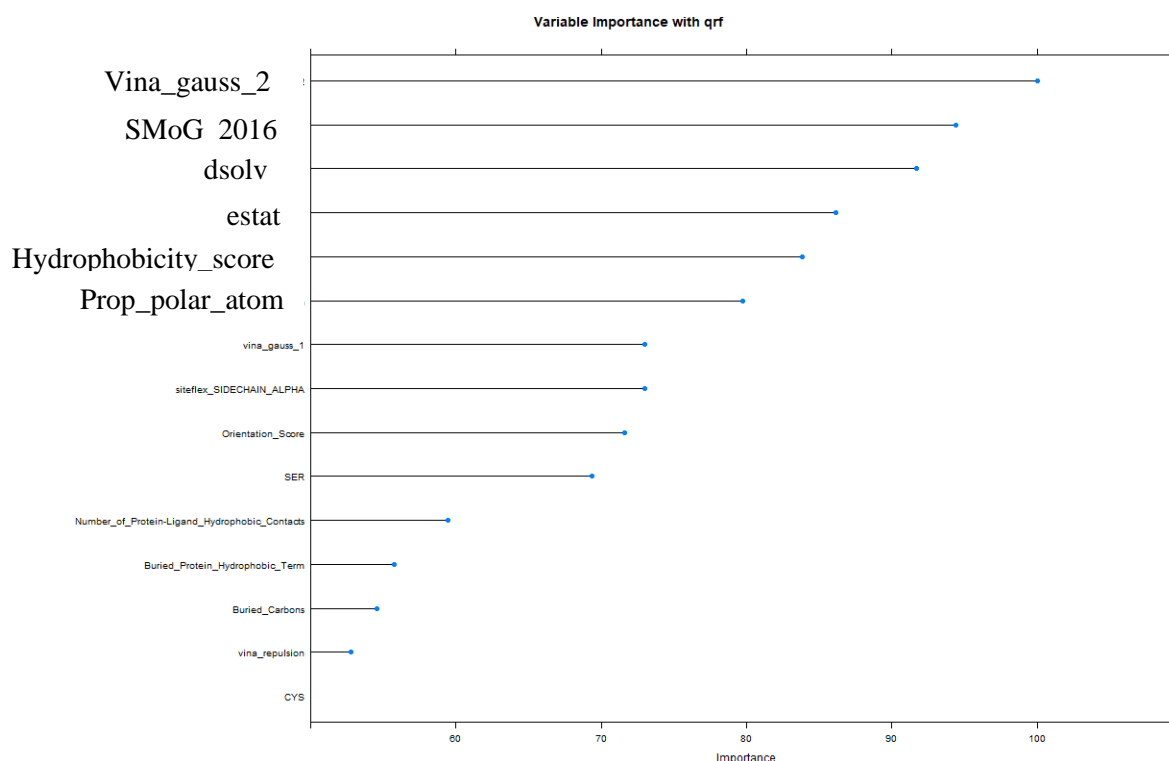 Variable Importance with qrf
Vina_gauss_2
SMoG 2016
dsolv
estat
Hydrophobicity_score
Prop_polar_atom
vina_gauss_1
siteflex_SIDECHAIN_ALPHA
Orientation_Score
SER
Number_of_Protein-Ligand_Hydrophobic_Contacts
Buried_Protein_Hydrophobic_Term
Buried_Carbons
vina_repulsion
CYS
60 70 80 90 100
Importance